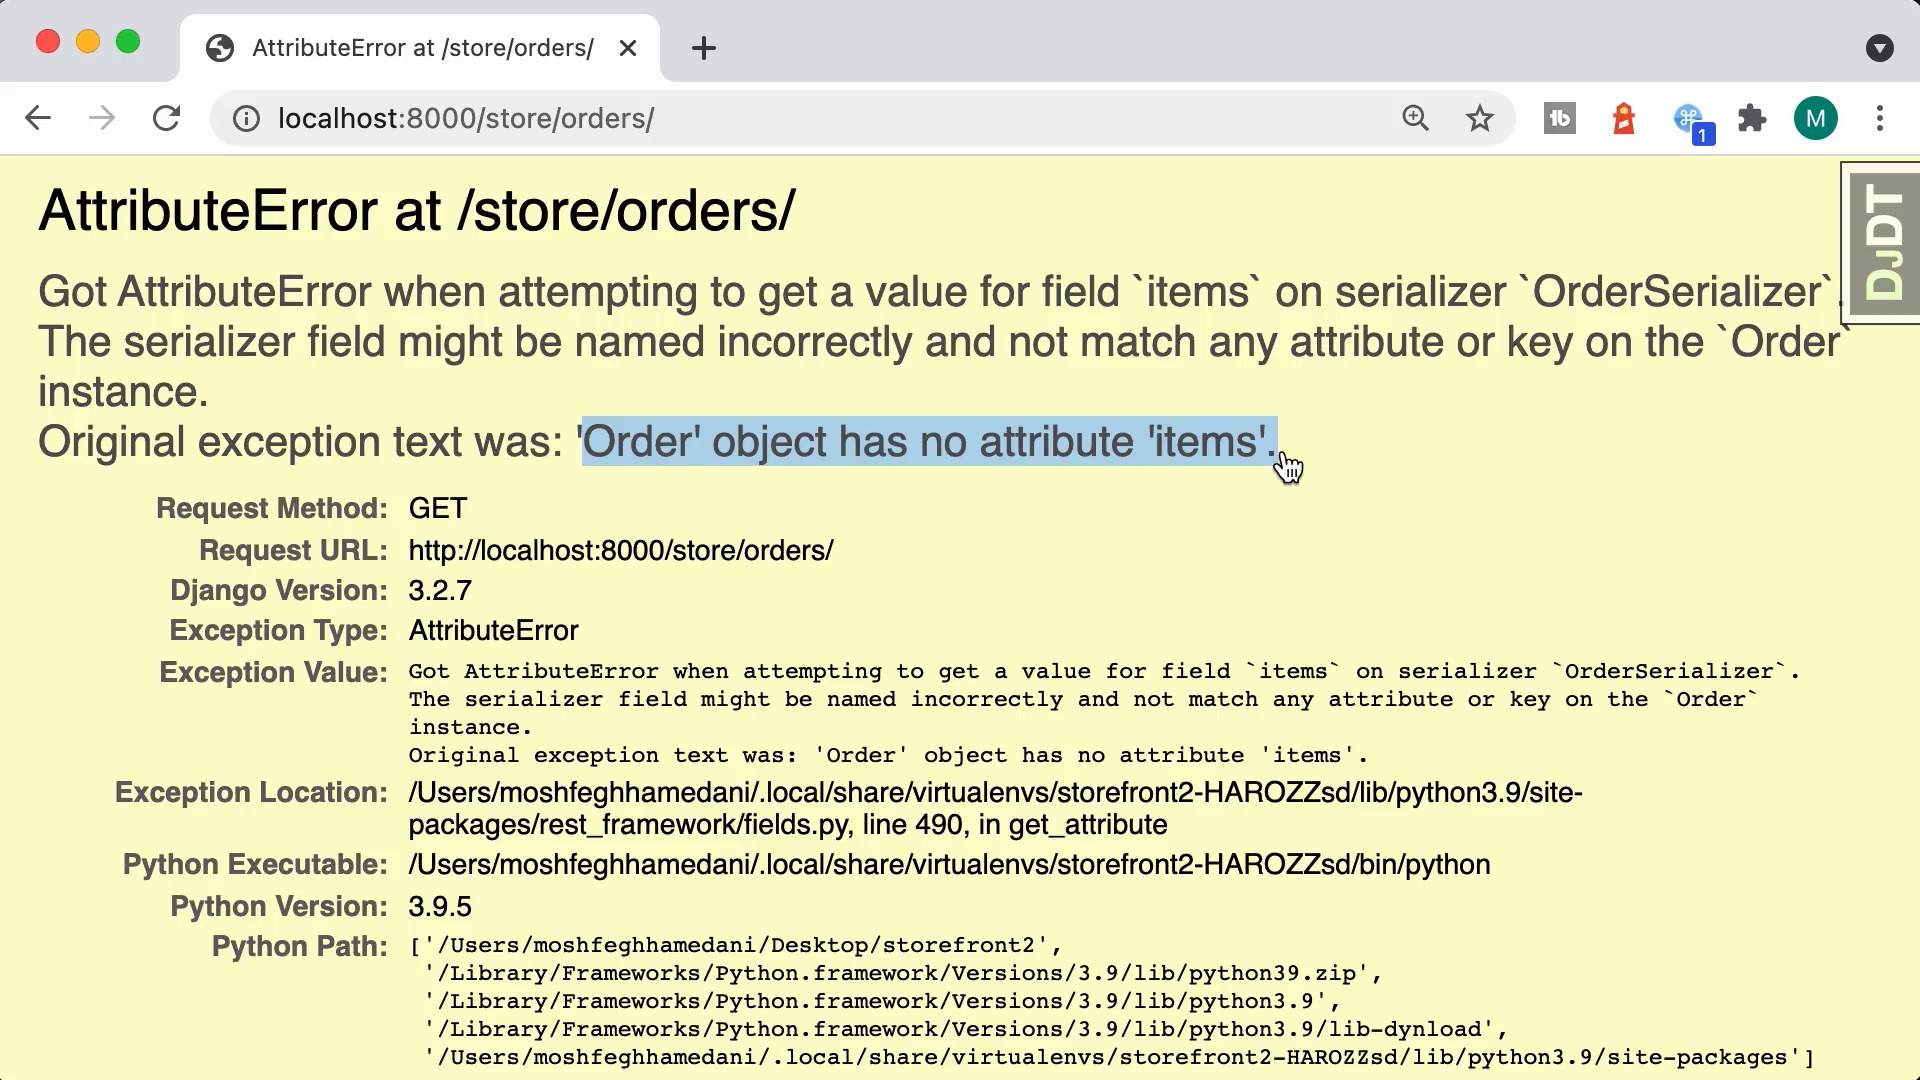 AttributeError at /store/orders/
localhost:8000/store/orders/
1
M
AttributeError at /store/orders/
DJDT
Got AttributeError when attempting to get a value for field `items` on serializer `OrderSerializer`.
The serializer field might be named incorrectly and not match any attribute or key on the `Order`
instance.
Original exception text was: 'Order' object has no attribute 'items'.
Request Method: GET
Request URL: http://localhost:8000/store/orders/
Django Version: 3.2.7
Exception Type: AttributeError
Exception Value: Got AttributeError when attempting to get a value for field `items` on serializer `OrderSerializer`.
The serializer field might be named incorrectly and not match any attribute or key on the `Order`
instance.
Original exception text was: 'Order' object has no attribute 'items'.
Exception Location: /Users/moshfeghhamedani/.local/share/virtualenvs/storefront2-HAROZZsd/lib/python3.9/site-
packages/rest_framework/fields.py, line 490, in get_attribute
Python Executable: /Users/moshfeghhamedani/.local/share/virtualenvs/storefront2-HAROZZsd/bin/python
Python Version: 3.9.5
Python Path: ['/Users/moshfeghhamedani/Desktop/storefront2',
'/Library/Frameworks/Python.framework/Versions/3.9/lib/python39.zip',
'/Library/Frameworks/Python.framework/Versions/3.9/lib/python3.9',
'/Library/Frameworks/Python.framework/Versions/3.9/lib/python3.9/lib-dynload',
'/Users/moshfeghhamedani/.local/share/virtualenvs/storefront2-HAROZZsd/lib/python3.9/site-packages']